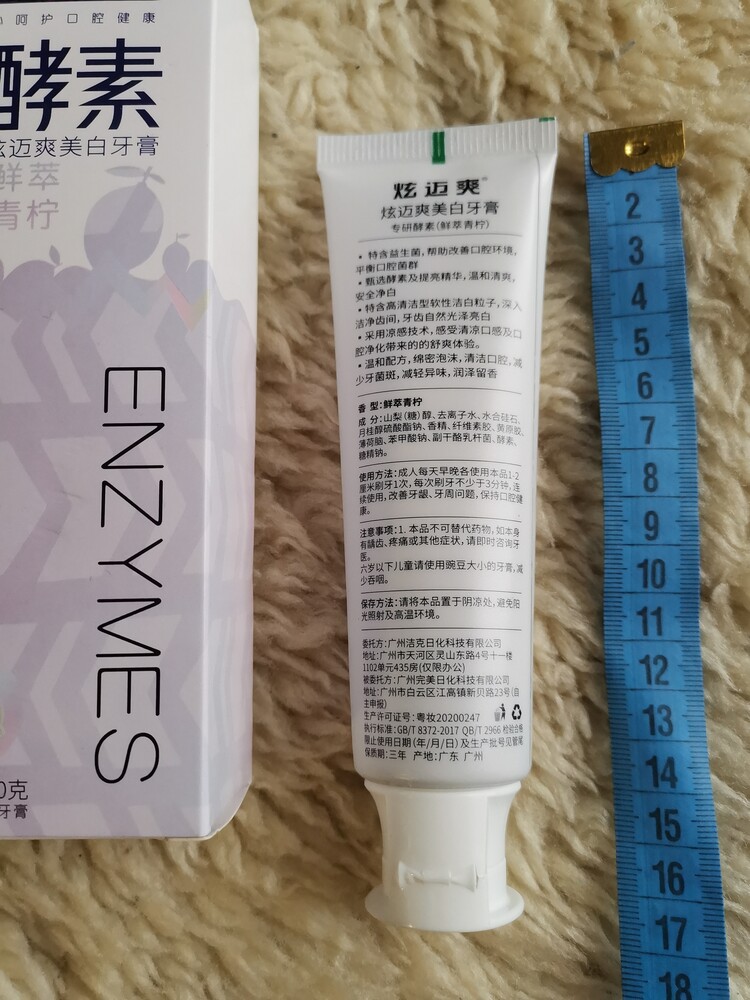 心呵护口腔健康
酵素
炫迈爽美白牙膏
鲜萃
青柠
ENZYMES
0克
牙膏
炫迈爽
炫迈爽美白牙膏
专研酵素(鲜萃青柠)
• 特含益生菌,帮助改善口腔环境,
平衡口腔菌群
• 甄选酵素及提亮精华,温和清爽,
安全净白
• 特含高清洁型软性洁白粒子,深入
洁净齿间,牙齿自然光泽亮白
• 采用凉感技术,感受清凉口感及口
腔净化带来的的舒爽体验。
• 温和配方,绵密泡沫,清洁口腔,减
少牙菌斑,减轻异味,润泽留香
香 型:鲜萃青柠
成 分:山梨(糖)醇、去离子水、水合硅石、
月桂醇硫酸酯钠、香精、纤维素胶、黄原胶、
薄荷脑、苯甲酸钠、副干酪乳杆菌、酵素、
糖精钠。
使用方法:成人每天早晚各使用本品1-2
厘米刷牙1次,每次刷牙不少于3分钟,连
续使用,改善牙龈、牙周问题,保持口腔健
康。
注意事项:1. 本品不可替代药物,如本身
有龋齿、疼痛或其他症状,请即时咨询牙
医。
六岁以下儿童请使用豌豆大小的牙膏,减
少吞咽。
保存方法:请将本品置于阴凉处,避免阳
光照射及高温环境。
委托方:广州洁克日化科技有限公司
地址:广州市天河区灵山东路4号十一楼
1102单元435房(仅限办公)
被委托方:广州完美日化科技有限公司
地址:广州市白云区江高镇新贝路23号(自
主申报)
生产许可证号:粤妆20200247
执行标准:GB/T 8372-2017 QB/T 2966 检验合格
限止使用日期(年/月/日)及生产批号见管尾
保质期:三年 产地:广东 广州
2
3
4
5
6
7
8
9
10
11
12
13
14
15
16
17
18